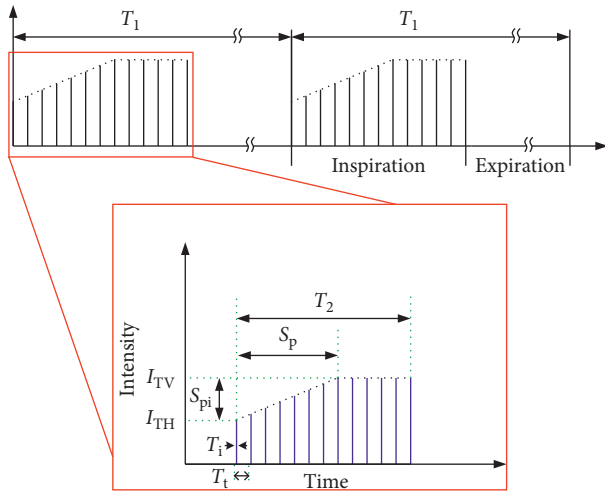 T1 T1
Inspiration Expiration
T2
Sp
Intensity
ITV
Spi
ITH
Ti
Tt
Time